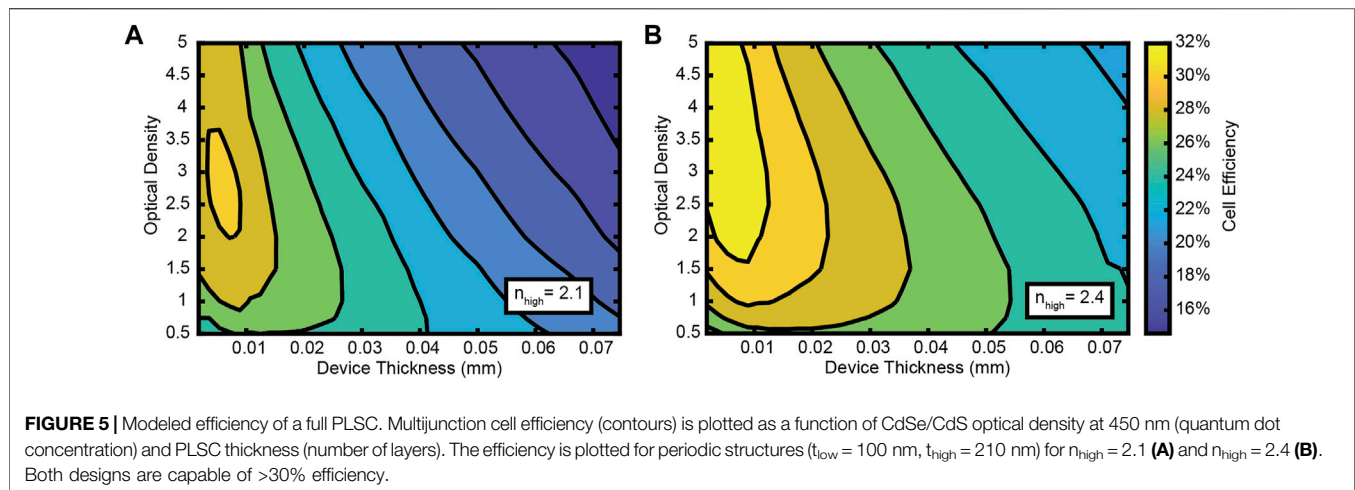 A
B
5
4.5
4
3.5
3
2.5
2
1.5
1
0.5
Optical Density
0.01 0.02 0.03 0.04 0.05 0.06 0.07
Device Thickness (mm)
nhigh= 2.1
5
4.5
4
3.5
3
2.5
2
1.5
1
0.5
Optical Density
0.01 0.02 0.03 0.04 0.05 0.06 0.07
Device Thickness (mm)
nhigh= 2.4
32%
30%
28%
26%
24%
22%
20%
18%
16%
Cell Efficiency
FIGURE 5 | Modeled efficiency of a full PLSC. Multijunction cell efficiency (contours) is plotted as a function of CdSe/CdS optical density at 450 nm (quantum dot
concentration) and PLSC thickness (number of layers). The efficiency is plotted for periodic structures (tlow = 100 nm, thigh = 210 nm) for nhigh = 2.1 (A) and nhigh = 2.4 (B).
Both designs are capable of >30% efficiency.